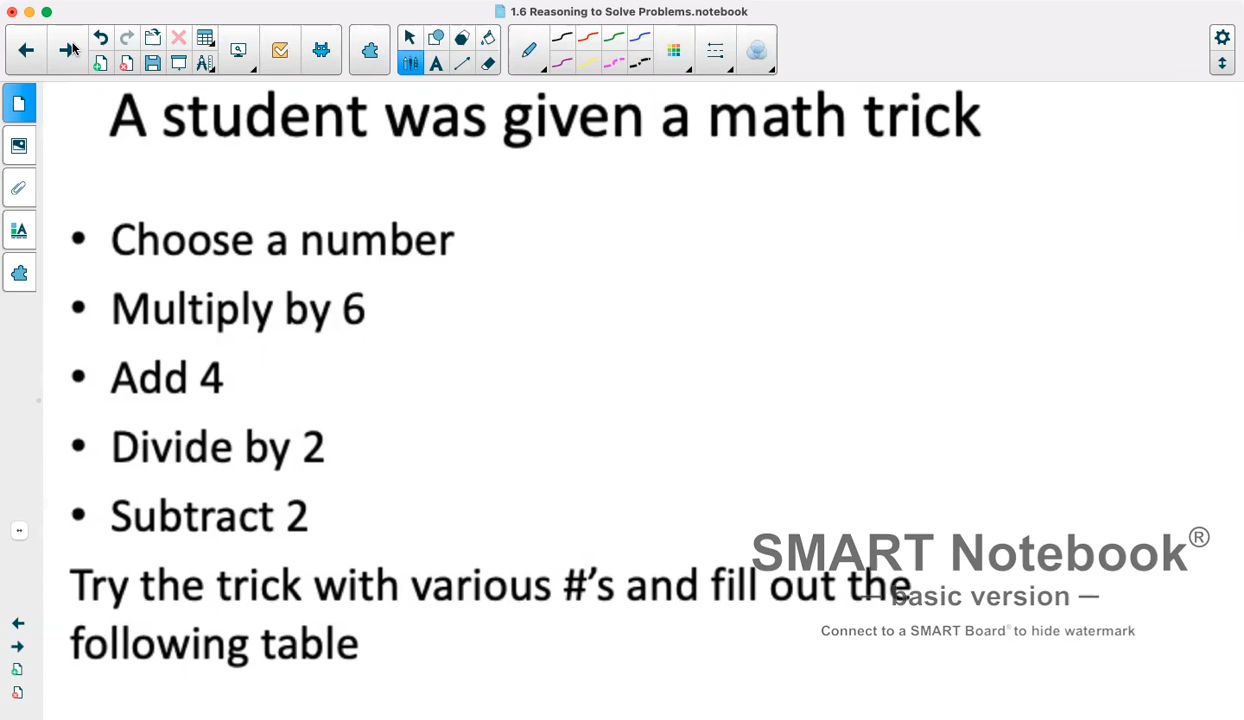 1.6 Reasoning to Solve Problems.notebook
A student was given a math trick
• Choose a number
• Multiply by 6
• Add 4
• Divide by 2
• Subtract 2
Try the trick with various #'s and fill out the
following table
SMART Notebook®
— basic version —
Connect to a SMART Board® to hide watermark